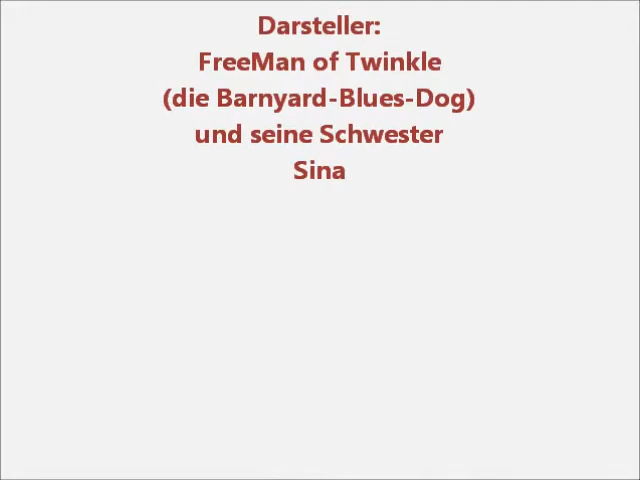 Darsteller:
FreeMan of Twinkle
(die Barnyard-Blues-Dog)
und seine Schwester
Sina